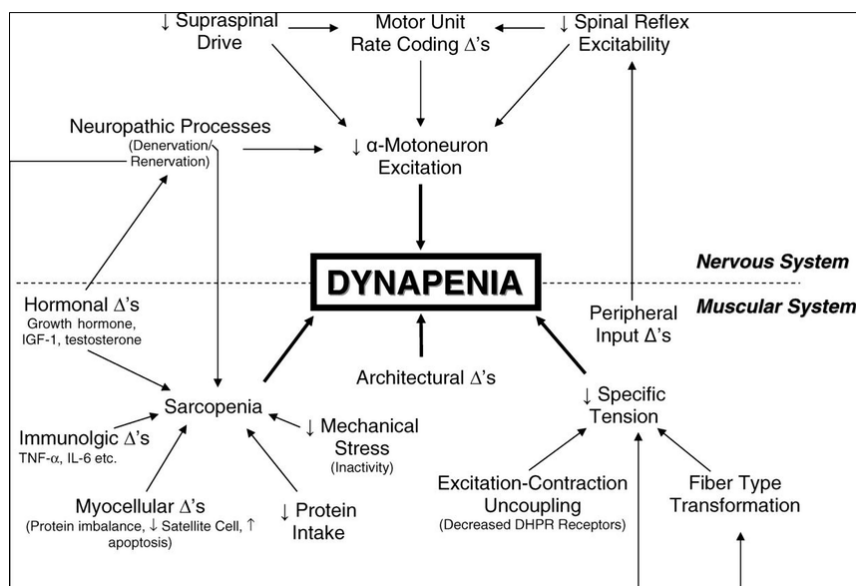 ↓ Supraspinal
Drive
Motor Unit
Rate Coding Δ's
↓ Spinal Reflex
Excitability
Neuropathic Processes
(Denervation/
Renervation)
↓ α-Motoneuron
Excitation
DYNAPENIA
Nervous System
Muscular System
Hormonal Δ's
Growth hormone,
IGF-1, testosterone
Peripheral
Input Δ's
Architectural Δ's
Sarcopenia
↓ Specific
Tension
Immunolgic Δ's
TNF-α, IL-6 etc.
↓ Mechanical
Stress
(Inactivity)
Myocellular Δ's
(Protein imbalance, ↓ Satellite Cell, ↑
apoptosis)
↓ Protein
Intake
Excitation-Contraction
Uncoupling
(Decreased DHPR Receptors)
Fiber Type
Transformation